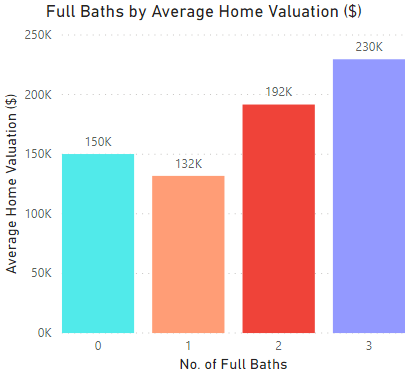 Full Baths by Average Home Valuation ($)
250K
230K
200K
192K
150K
150K
132K
100K
50K
0K
Average Home Valuation ($)
0 1 2 3
No. of Full Baths